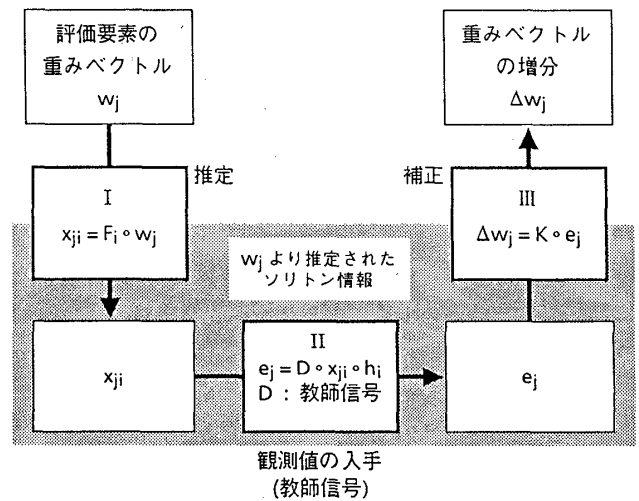 評価要素の
重みベクトル
wj
重みベクトル
の増分
Δwj
推定
I
xji = Fi∘wj
補正
III
Δwj = K∘ej
wj より推定された
ソリトン情報
xji
II
ej = D∘xji∘hi
D : 教師信号
ej
観測値の入手
(教師信号)